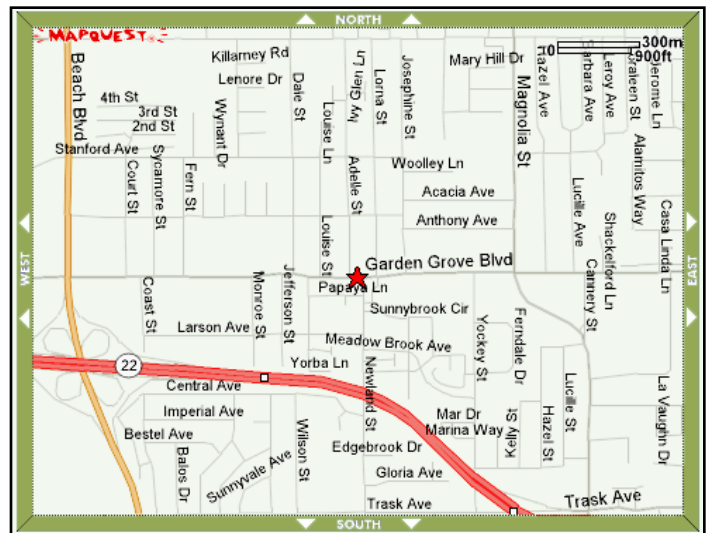 NORTH
MAPQUEST
300m
900ft
0
Killarney Rd
Mary Hill Dr
Lenore Dr
Beach Blvd
Dale St
Ivy Glen Ln
Lorna St
Josephine St
Magnolia St
Hazel Ave
Barbara Ave
Leroy Ave
oraleen St
Jerome Ln
4th St
3rd St
2nd St
Wynant Dr
Louise Ln
Stanford Ave
Woolley Ln
Alamitos Way
Court St
Sycamore St
Fern St
Adelle St
Acacia Ave
Lucille Ave
Anthony Ave
Shackelford Ln
Casa Linda Ln
Louise St
WEST
EAST
Garden Grove Blvd
Papaya Ln
Coast St
Monroe St
Jefferson St
Cannery St
Sunnybrook Cir
Larson Ave
Meadow Brook Ave
Yockey St
Ferndale Dr
22
Yorba Ln
Central Ave
Newland St
Lucille St
La Vaughn Dr
Imperial Ave
Mar Dr
Marina Way
Kelly St
Hazel St
Bestel Ave
Wilson St
Edgebrook Dr
Balos Dr
Sunnyvale Ave
Gloria Ave
Trask Ave
Trask Ave
SOUTH